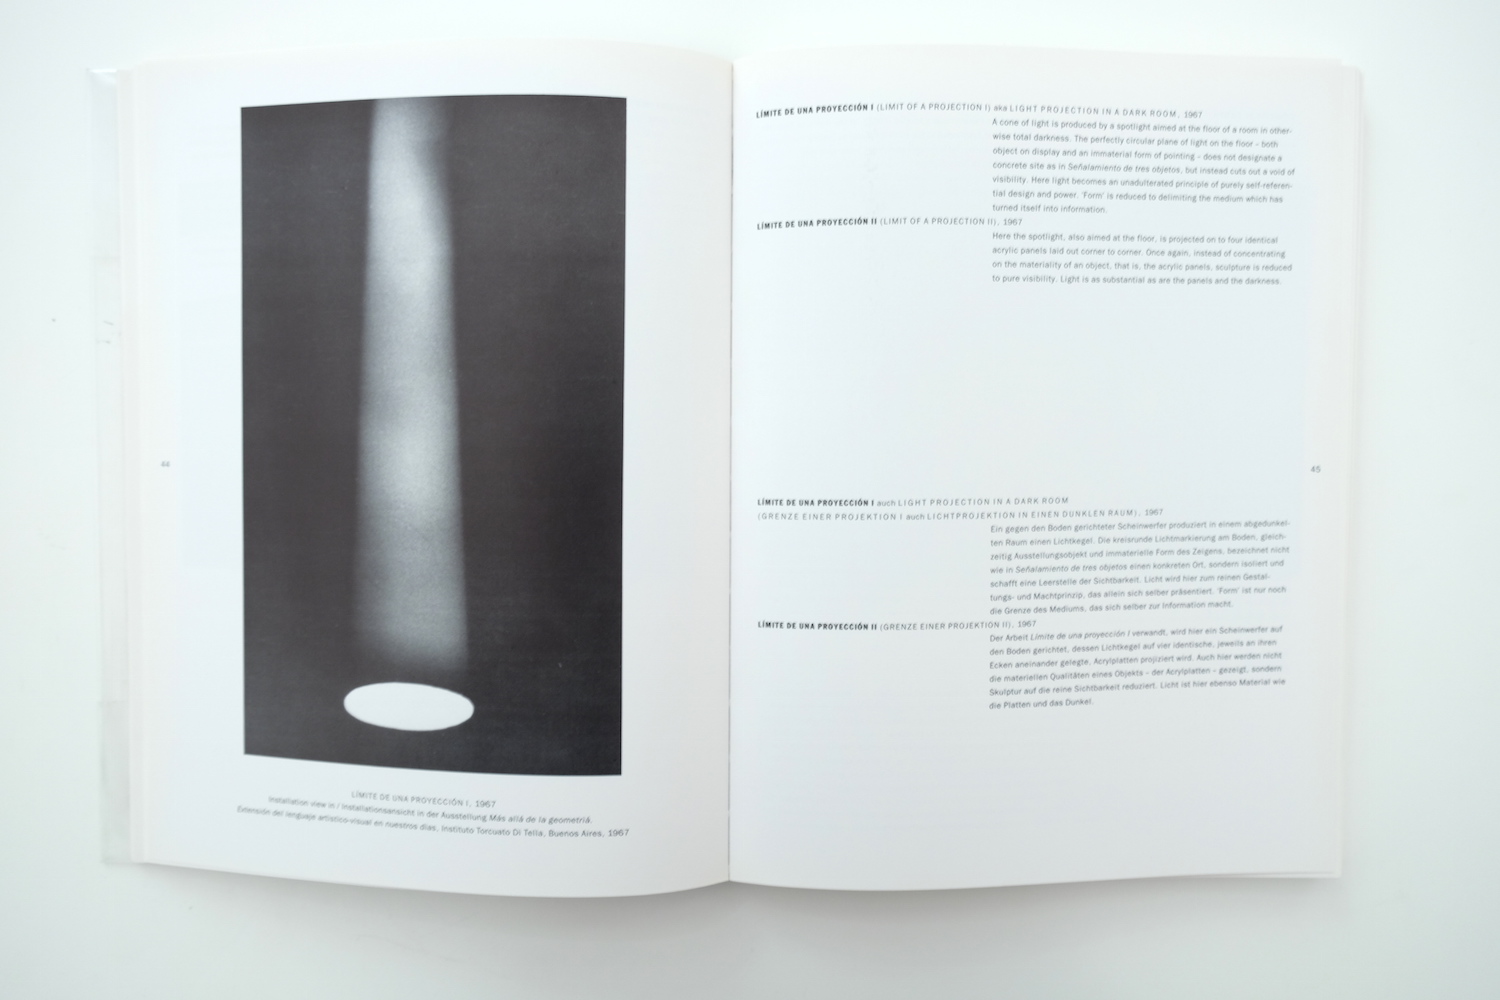 44
LÍMITE DE UNA PROYECCIÓN I, 1967
Installation view in / Installationsansicht in der Ausstellung Más allá de la geometriá.
Extensión del lenguaje artístico-visual en nuestros días, Instituto Torcuato Di Tella, Buenos Aires, 1967
LÍMITE DE UNA PROYECCIÓN I (LIMIT OF A PROJECTION I) aka LIGHT PROJECTION IN A DARK ROOM, 1967
A cone of light is produced by a spotlight aimed at the floor of a room in other-
wise total darkness. The perfectly circular plane of light on the floor – both
object on display and an immaterial form of pointing – does not designate a
concrete site as in Señalamiento de tres objetos, but instead cuts out a void of
visibility. Here light becomes an unadulterated principle of purely self-referen-
tial design and power. 'Form' is reduced to delimiting the medium which has
turned itself into information.
LÍMITE DE UNA PROYECCIÓN II (LIMIT OF A PROJECTION II), 1967
Here the spotlight, also aimed at the floor, is projected on to four identical
acrylic panels laid out corner to corner. Once again, instead of concentrating
on the materiality of an object, that is, the acrylic panels, sculpture is reduced
to pure visibility. Light is as substantial as are the panels and the darkness.
45
LÍMITE DE UNA PROYECCIÓN I auch LIGHT PROJECTION IN A DARK ROOM
(GRENZE EINER PROJEKTION I auch LICHTPROJEKTION IN EINEN DUNKLEN RAUM), 1967
Ein gegen den Boden gerichteter Scheinwerfer produziert in einem abgedunkel-
ten Raum einen Lichtkegel. Die kreisrunde Lichtmarkierung am Boden, gleich-
zeitig Ausstellungsobjekt und immaterielle Form des Zeigens, bezeichnet nicht
wie in Señalamiento de tres objetos einen konkreten Ort, sondern isoliert und
schafft eine Leerstelle der Sichtbarkeit. Licht wird hier zum reinen Gestal-
tungs- und Machtprinzip, das allein sich selber präsentiert. 'Form' ist nur noch
die Grenze des Mediums, das sich selber zur Information macht.
LÍMITE DE UNA PROYECCIÓN II (GRENZE EINER PROJEKTION II), 1967
Der Arbeit Límite de una proyección I verwandt, wird hier ein Scheinwerfer auf
den Boden gerichtet, dessen Lichtkegel auf vier identische, jeweils an ihren
Ecken aneinander gelegte, Acrylplatten projiziert wird. Auch hier werden nicht
die materiellen Qualitäten eines Objekts – der Acrylplatten – gezeigt, sondern
Skulptur auf die reine Sichtbarkeit reduziert. Licht ist hier ebenso Material wie
die Platten und das Dunkel.